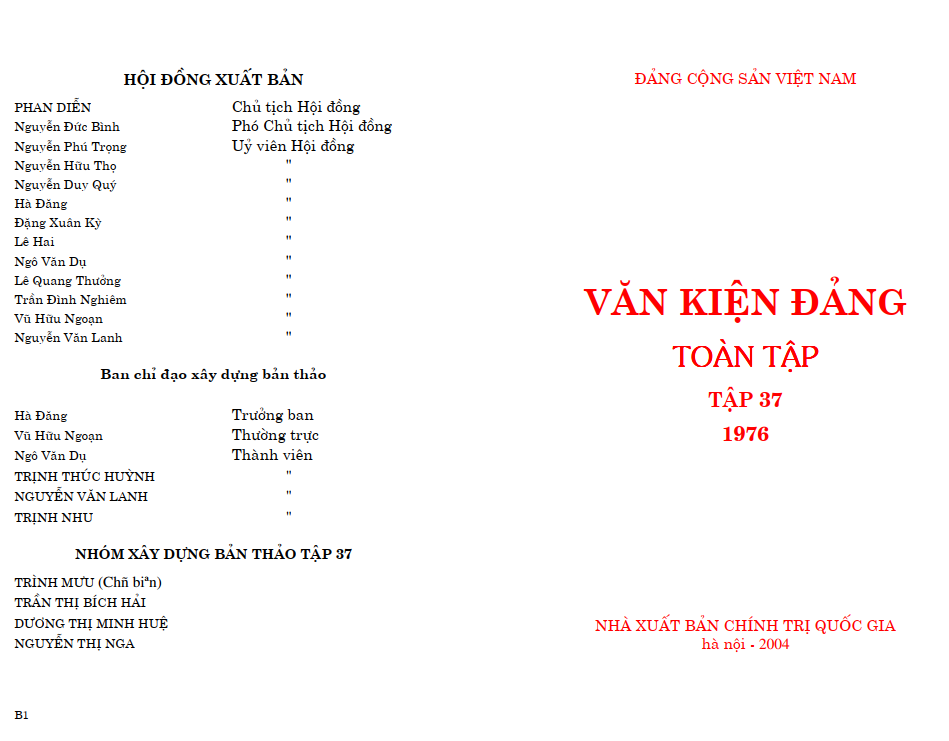 HỘI ĐỒNG XUẤT BẢN
PHAN DIỄN Chủ tịch Hội đồng
Nguyễn Đức Bình Phó Chủ tịch Hội đồng
Nguyễn Phú Trọng Uỷ viên Hội đồng
Nguyễn Hữu Thọ "
Nguyễn Duy Quý "
Hà Đăng "
Đặng Xuân Kỳ "
Lê Hai "
Ngô Văn Dụ "
Lê Quang Thưởng "
Trần Đình Nghiêm "
Vũ Hữu Ngoạn "
Nguyễn Văn Lanh "
Ban chỉ đạo xây dựng bản thảo
Hà Đăng Trưởng ban
Vũ Hữu Ngoạn Thường trực
Ngô Văn Dụ Thành viên
TRỊNH THÚC HUỲNH "
NGUYỄN VĂN LANH "
TRỊNH NHU "
NHÓM XÂY DỰNG BẢN THẢO TẬP 37
TRÌNH MƯU (Chñ biªn)
TRẦN THỊ BÍCH HẢI
DƯƠNG THỊ MINH HUỆ
NGUYỄN THỊ NGA
B1
ĐẢNG CỘNG SẢN VIỆT NAM
VĂN KIỆN ĐẢNG
TOÀN TẬP
TẬP 37
1976
NHÀ XUẤT BẢN CHÍNH TRỊ QUỐC GIA
hà nội - 2004